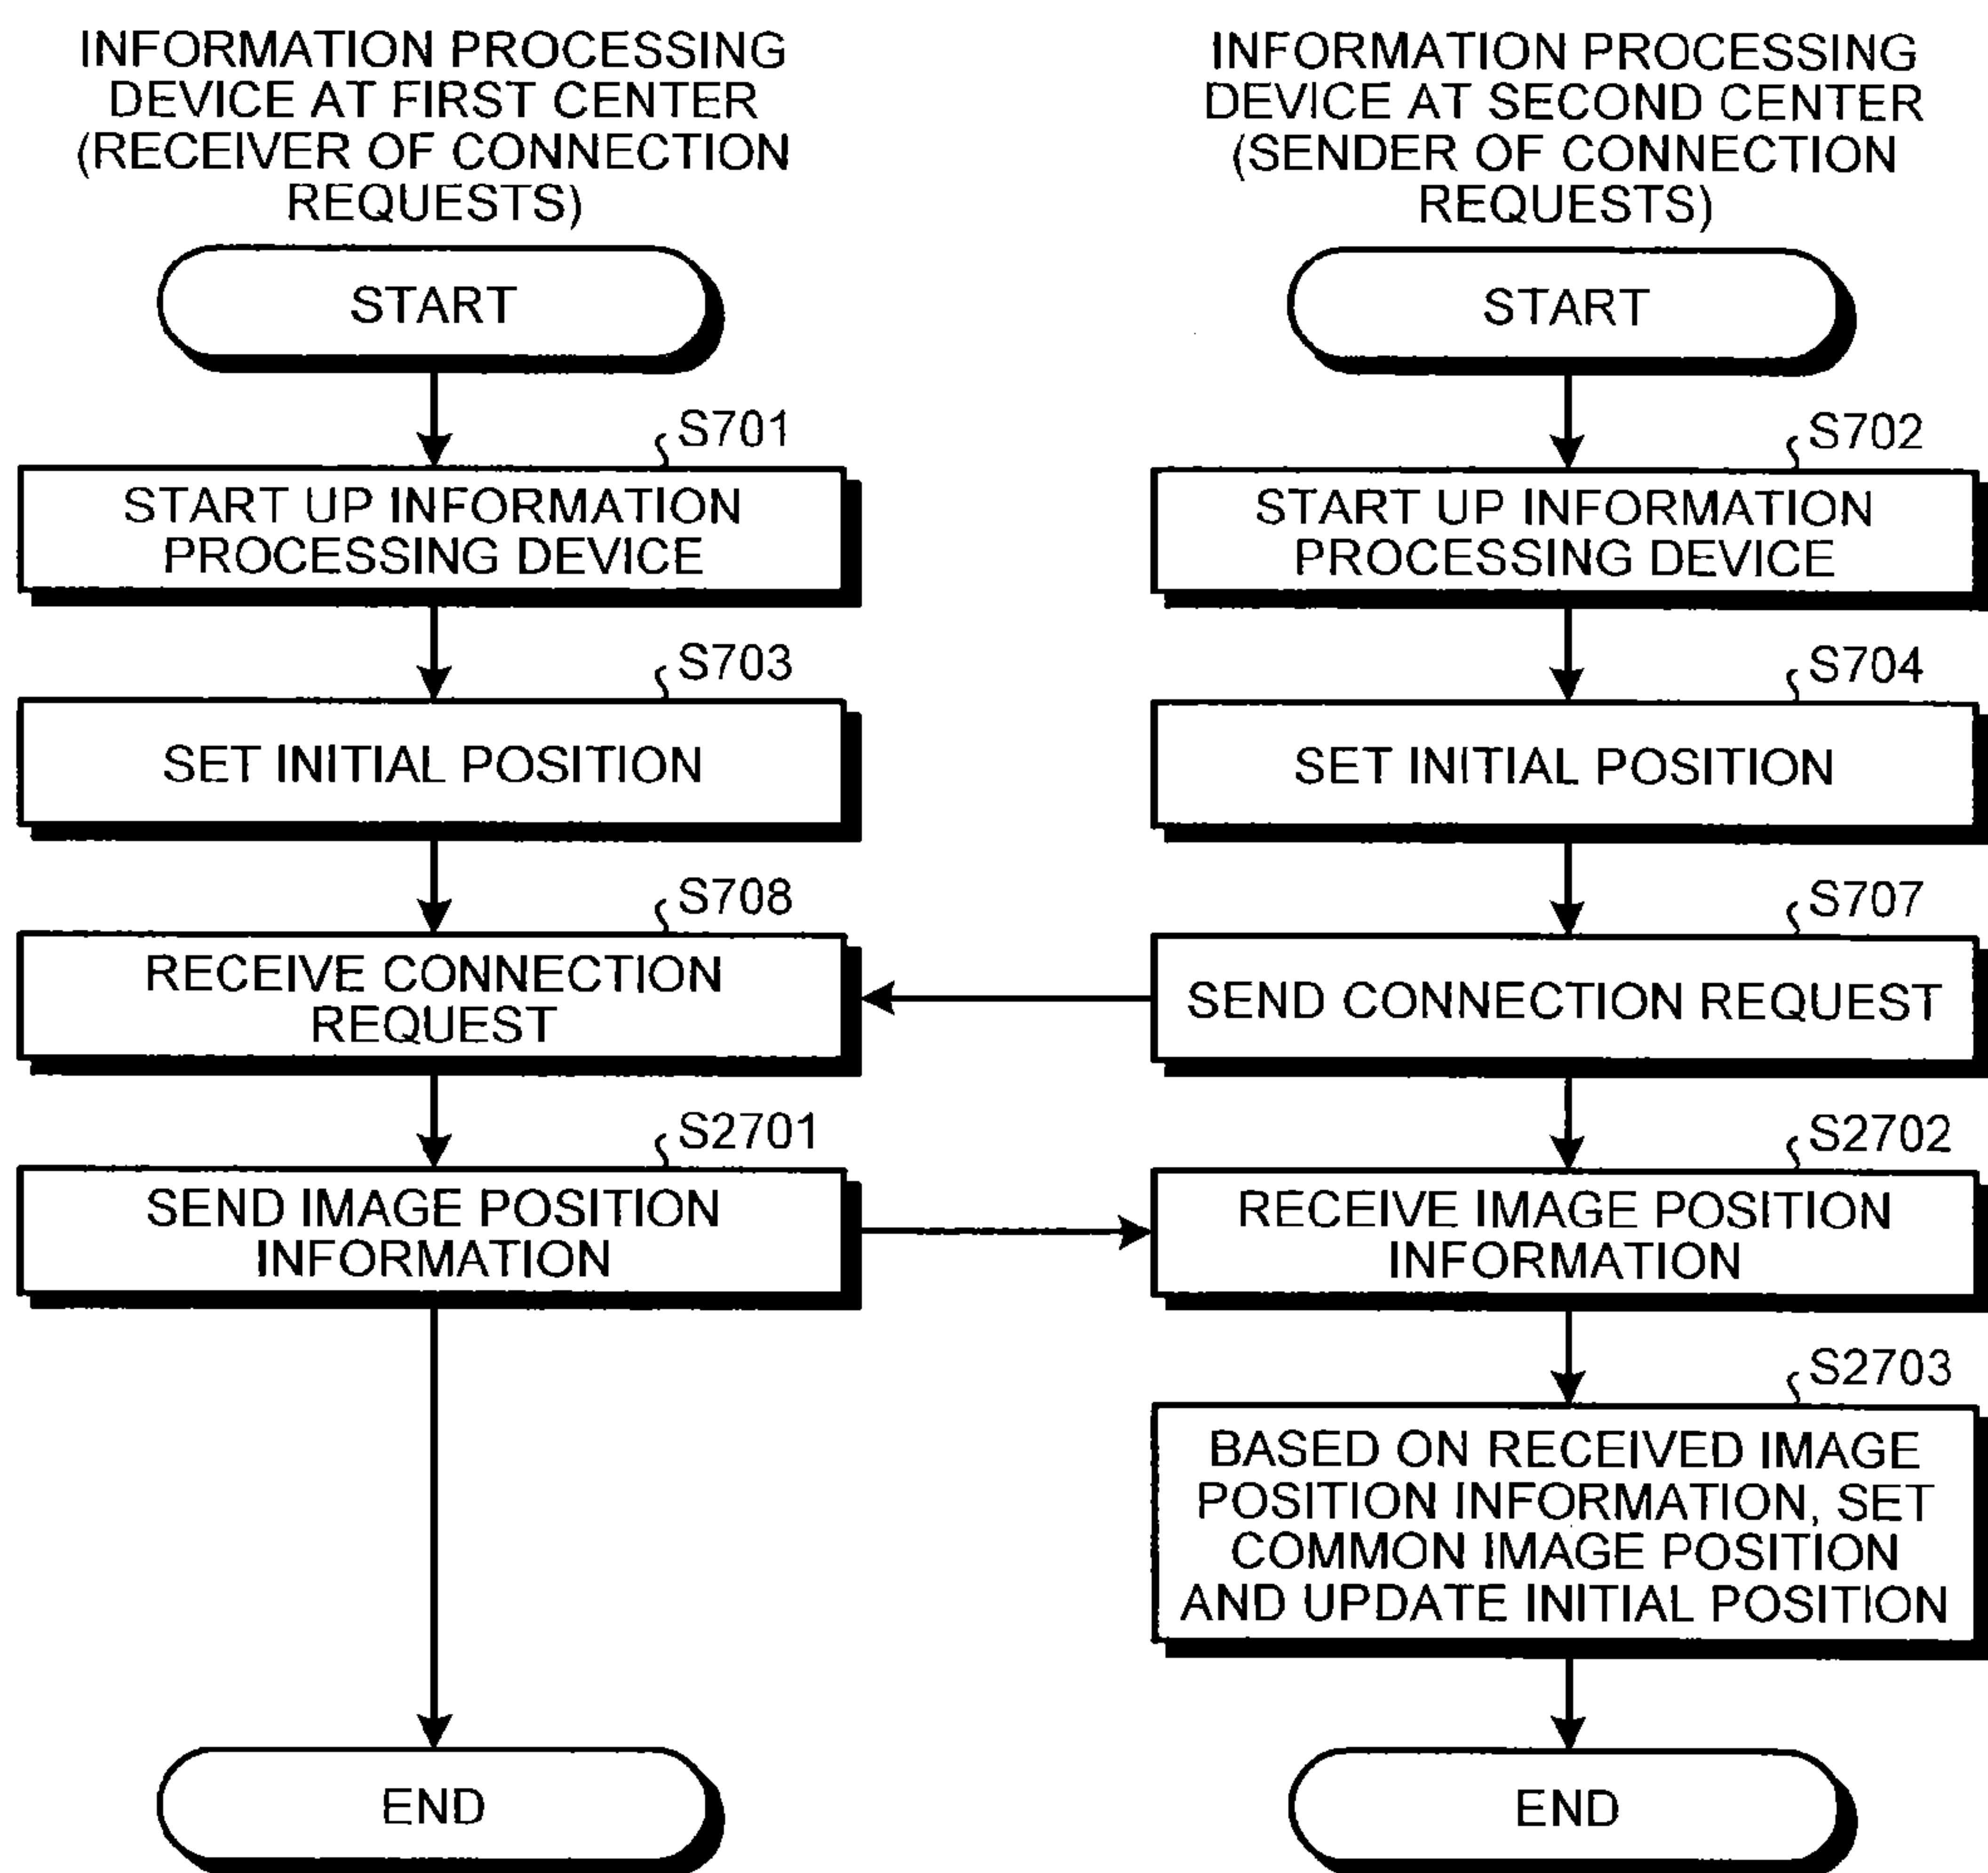 INFORMATION PROCESSING
DEVICE AT FIRST CENTER
(RECEIVER OF CONNECTION
REQUESTS)
START
S701
START UP INFORMATION
PROCESSING DEVICE
S703
SET INITIAL POSITION
S708
RECEIVE CONNECTION
REQUEST
S2701
SEND IMAGE POSITION
INFORMATION
END
INFORMATION PROCESSING
DEVICE AT SECOND CENTER
(SENDER OF CONNECTION
REQUESTS)
START
S702
START UP INFORMATION
PROCESSING DEVICE
S704
SET INITIAL POSITION
S707
SEND CONNECTION REQUEST
S2702
RECEIVE IMAGE POSITION
INFORMATION
S2703
BASED ON RECEIVED IMAGE
POSITION INFORMATION, SET
COMMON IMAGE POSITION
AND UPDATE INITIAL POSITION
END